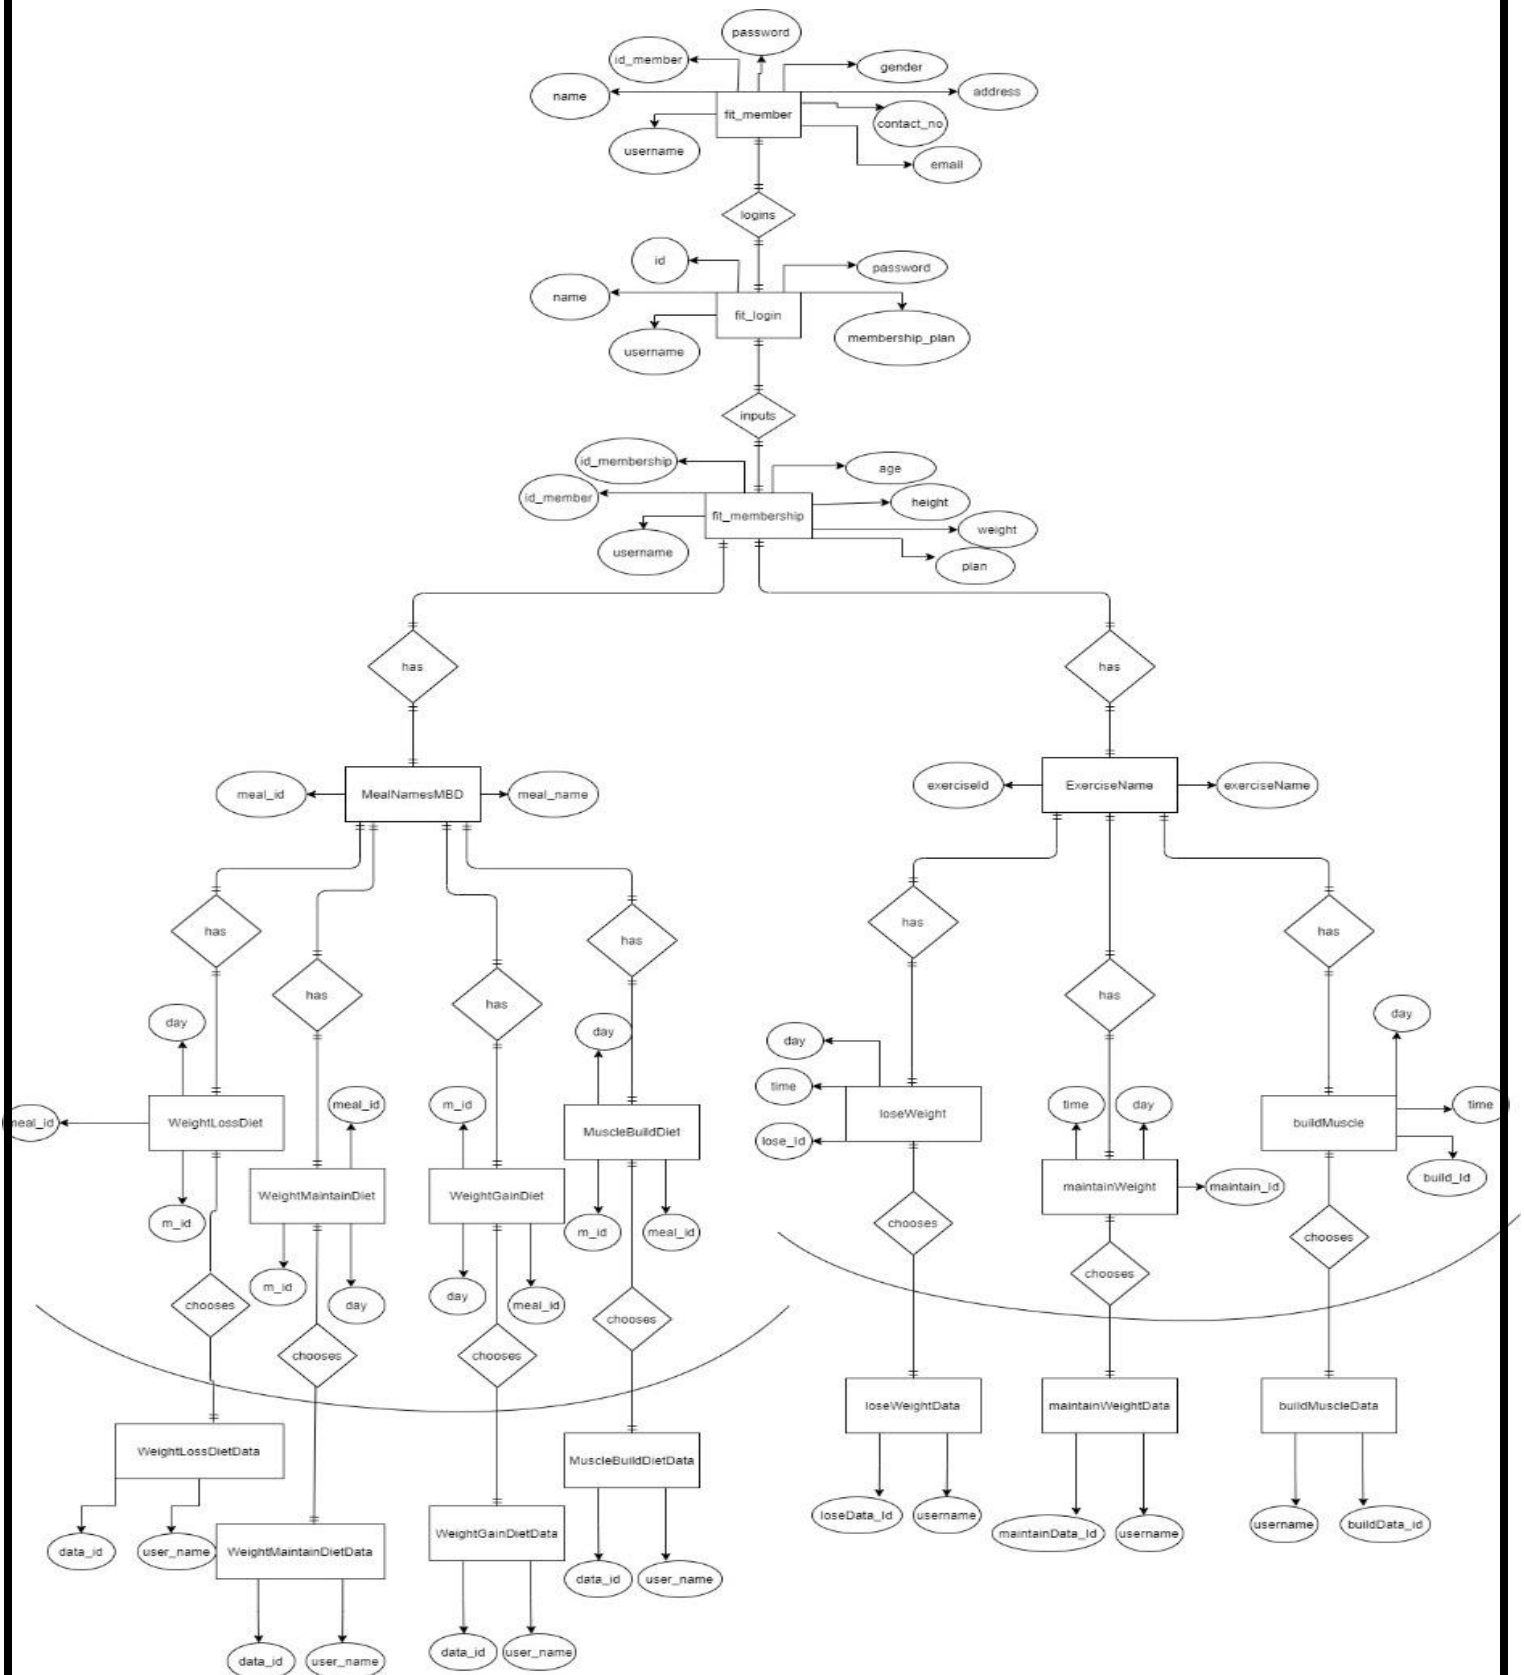 password
id_member
gender
name
address
fit_member
contact_no
username
email
logins
id
password
name
fit_login
membership_plan
username
inputs
id_membership
age
id_member
height
fit_membership
weight
username
plan
has
has
meal_id
MealNamesMBD
meal_name
exerciseId
ExerciseName
exerciseName
has
has
has
has
has
has
has
day
day
day
day
meal_id
m_id
time
time
day
time
meal_id
WeightLossDiet
MuscleBuildDiet
loseWeight
lose_Id
buildMuscle
WeightMaintainDiet
WeightGainDiet
maintainWeight
maintain_Id
build_Id
m_id
m_id
meal_id
chooses
chooses
m_id
day
day
meal_id
chooses
chooses
chooses
chooses
chooses
loseWeightData
maintainWeightData
buildMuscleData
WeightLossDietData
MuscleBuildDietData
loseData_Id
username
maintainData_Id
username
username
buildData_id
data_id
user_name
WeightMaintainDietData
WeightGainDietData
data_id
user_name
data_id
user_name
data_id
user_name